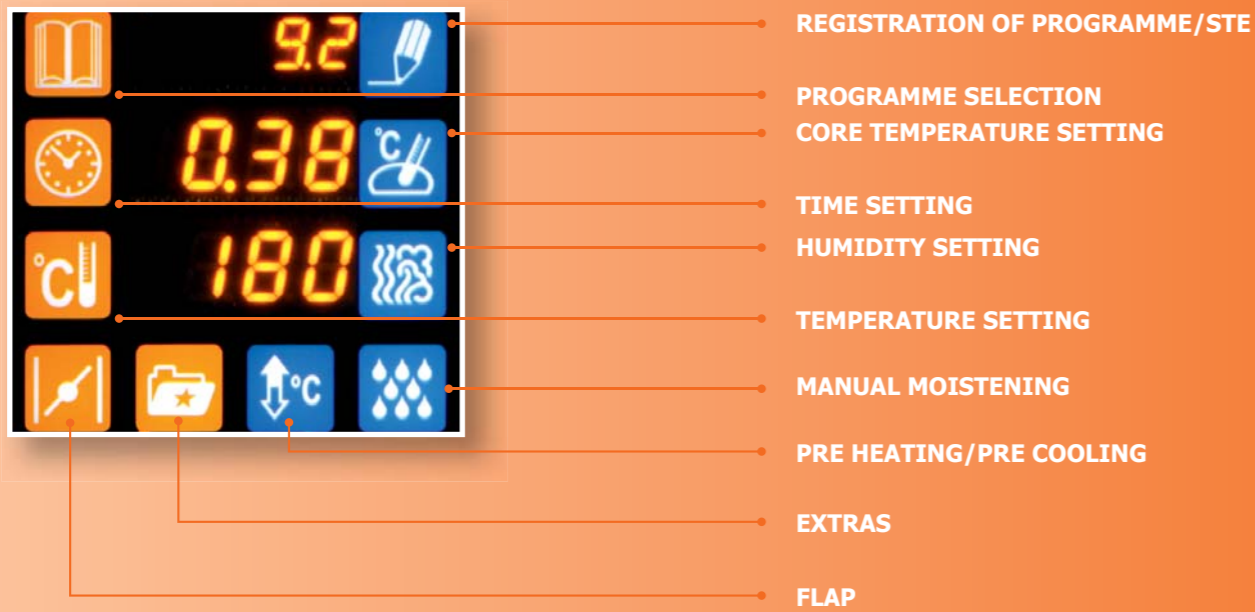 9.2
REGISTRATION OF PROGRAMME/STE
PROGRAMME SELECTION
0.38
°C
CORE TEMPERATURE SETTING
TIME SETTING
°C
180
HUMIDITY SETTING
TEMPERATURE SETTING
°C
MANUAL MOISTENING
PRE HEATING/PRE COOLING
EXTRAS
FLAP